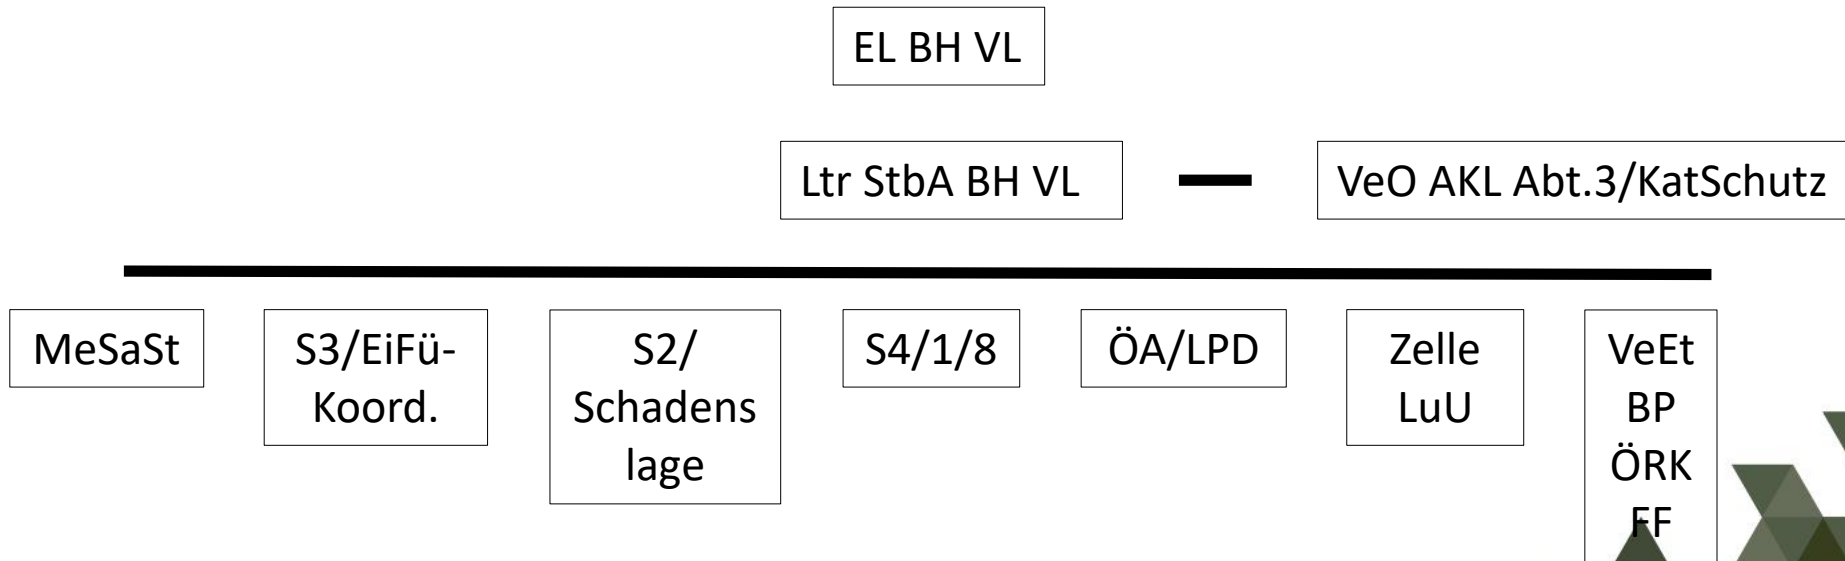 EL BH VL
Ltr StbA BH VL
VeO AKL Abt.3/KatSchutz
MeSaSt
S3/EiFü-
Koord.
S2/
Schadens
lage
S4/1/8
ÖA/LPD
Zelle
LuU
VeEt
BP
ÖRK
FF